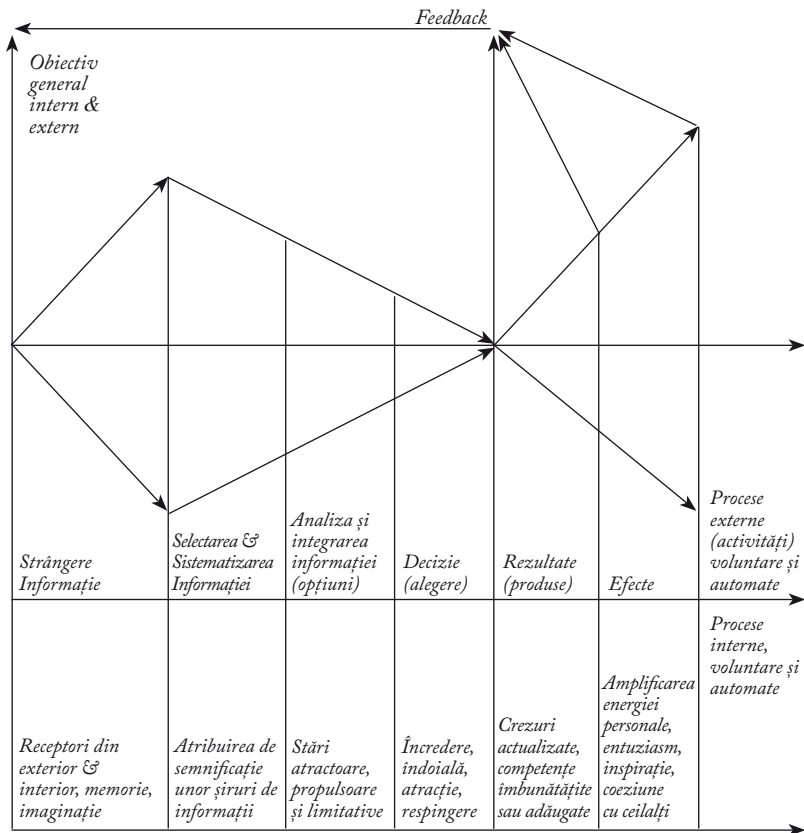 Feedback
Obiectiv
general
intern &
extern
Strângere
Informație
Selectarea &
Sistematizarea
Informației
Analiza și
integrarea
informației
(opțiuni)
Decizie
(alegere)
Rezultate
(produse)
Efecte
Procese
externe
(activități)
voluntare și
automate
Procese
interne,
voluntare și
automate
Receptori din
exterior &
interior, memorie,
imaginație
Atribuirea de
semnificație
unor șiruri de
informații
Stări
atractoare,
propulsoare
și limitative
Încredere,
îndoială,
atracție,
respingere
Crezuri
actualizate,
competențe
îmbunătățite
sau adăugate
Amplificarea
energiei
personale,
entuziasm,
inspirație,
coeziune
cu ceilalți